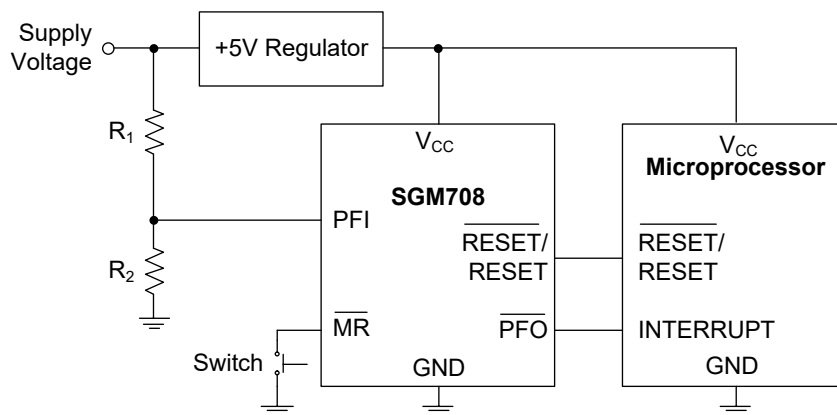 Supply
Voltage
+5V Regulator
R1
VCC
VCC
Microprocessor
SGM708
PFI
RESET/
RESET
RESET/
RESET
R2
MR
PFO
INTERRUPT
Switch
GND
GND